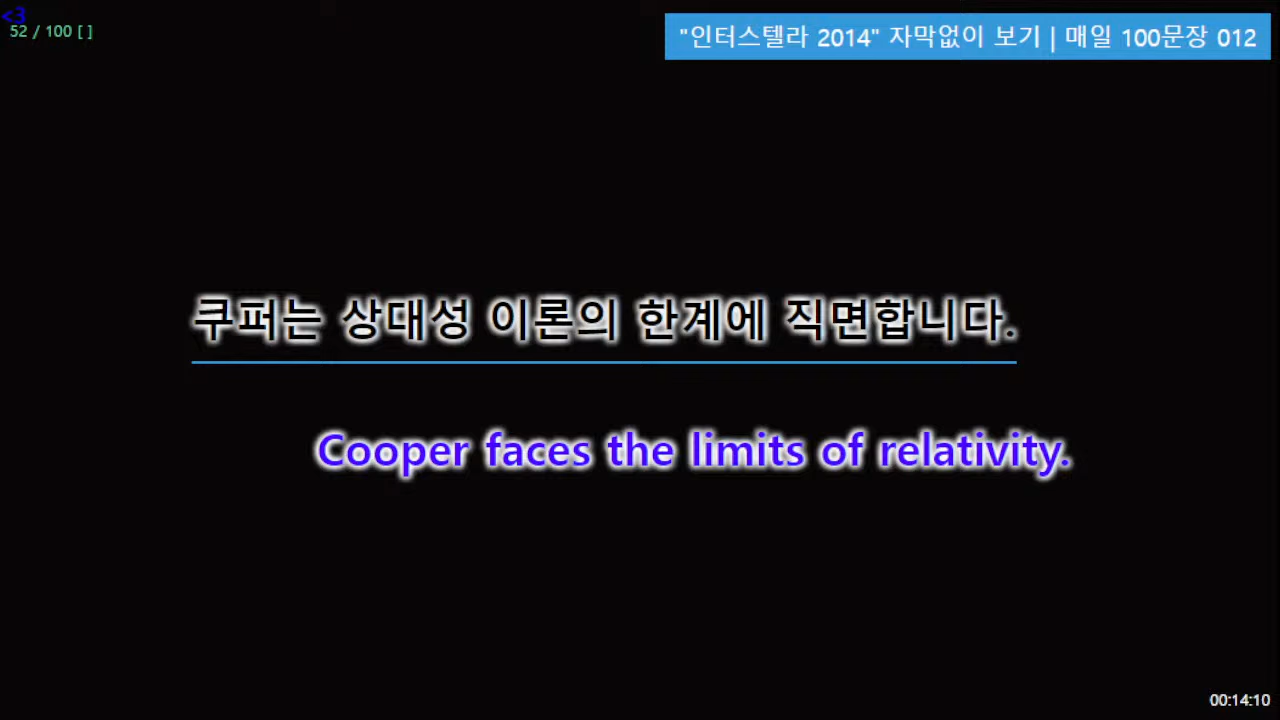 <3
52 / 100 [ ]
"인터스텔라 2014" 자막없이 보기 | 매일 100문장 012
쿠퍼는 상대성 이론의 한계에 직면합니다.
Cooper faces the limits of relativity.
00:14:10